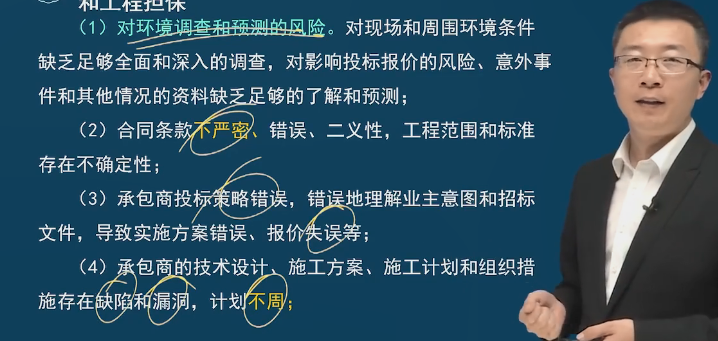 和工程担保
（1）对环境调查和预测的风险。对现场和周围环境条件
缺乏足够全面和深入的调查，对影响投标报价的风险、意外事
件和其他情况的资料缺乏足够的了解和预测；
（2）合同条款不严密、错误、二义性，工程范围和标准
存在不确定性；
（3）承包商投标策略错误，错误地理解业主意图和招标
文件，导致实施方案错误、报价失误等；
（4）承包商的技术设计、施工方案、施工计划和组织措
施存在缺陷和漏洞，计划不周；